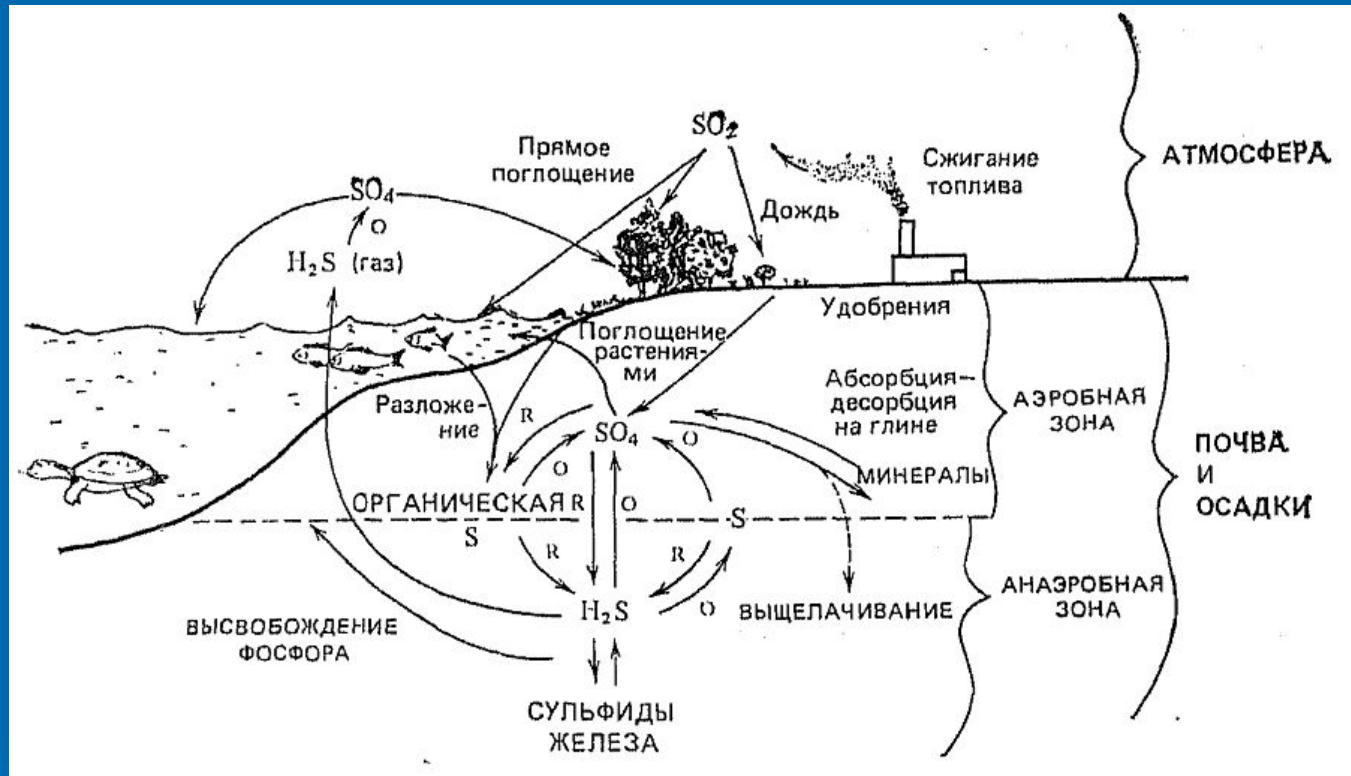 SO₂
Прямое
поглощение
Сжигание
топлива
АТМОСФЕРА
SO₄
Дождь
O
H₂S (газ)
Удобрения
Поглощение
растения-
ми
Абсорбция-
десорбция
на глине
АЭРОБНАЯ
ЗОНА
Разложе-
ние
R
SO₄
O
O
МИНЕРАЛЫ
ПОЧВА
И
ОСАДКИ
ОРГАНИЧЕСКАЯ
S
R
O
S
R
R
H₂S
O
ВЫЩЕЛАЧИВАНИЕ
АНАЭРОБНАЯ
ЗОНА
ВЫСВОБОЖДЕНИЕ
ФОСФОРА
СУЛЬФИДЫ
ЖЕЛЕЗА